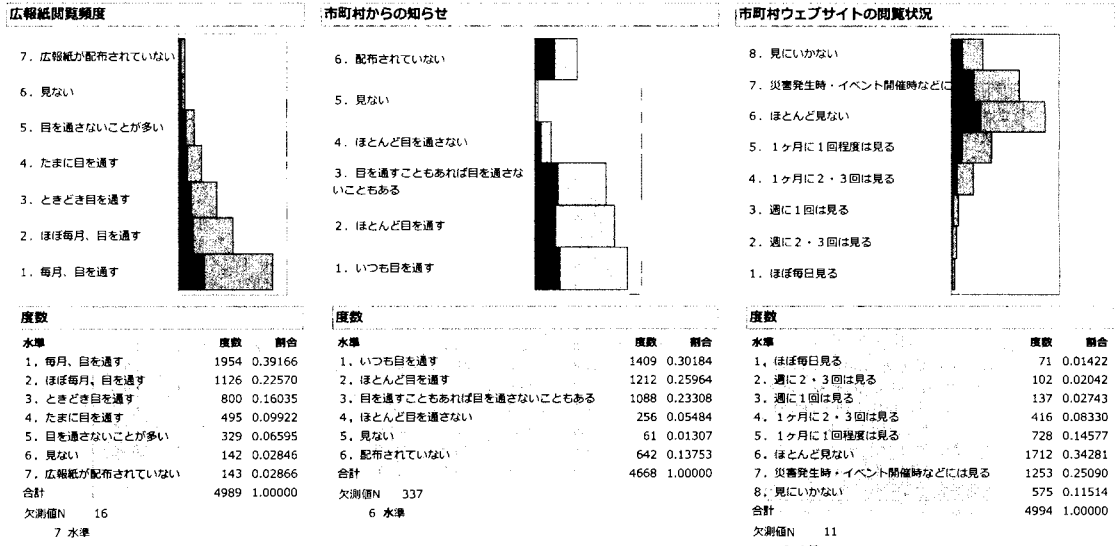 広報紙閲覧頻度
7. 広報紙が配布されていない
6. 見ない
5. 目を通さないことが多い
4. たまに目を通す
3. ときどき目を通す
2. ほぼ毎月、目を通す
1. 毎月、目を通す
度数
水準 度数 割合
1. 毎月、目を通す 1954 0.39166
2. ほぼ毎月、目を通す 1126 0.22570
3. ときどき目を通す 800 0.16035
4. たまに目を通す 495 0.09922
5. 目を通さないことが多い 329 0.06595
6. 見ない 142 0.02846
7. 広報紙が配布されていない 143 0.02866
合計 4989 1.00000
欠測値N 16
7 水準
市町村からの知らせ
6. 配布されていない
5. 見ない
4. ほとんど目を通さない
3. 目を通すこともあれば目を通さな
いこともある
2. ほとんど目を通す
1. いつも目を通す
度数
水準 度数 割合
1. いつも目を通す 1409 0.30184
2. ほとんど目を通す 1212 0.25964
3. 目を通すこともあれば目を通さないこともある 1088 0.23308
4. ほとんど目を通さない 256 0.05484
5. 見ない 61 0.01307
6. 配布されていない 642 0.13753
合計 4668 1.00000
欠測値N 337
6 水準
市町村ウェブサイトの閲覧状況
8. 見にいかない
7. 災害発生時・イベント開催時などに
6. ほとんど見ない
5. 1ヶ月に1回程度は見る
4. 1ヶ月に2・3回は見る
3. 週に1回は見る
2. 週に2・3回は見る
1. ほぼ毎日見る
度数
水準 度数 割合
1. ほぼ毎日見る 71 0.01422
2. 週に2・3回は見る 102 0.02042
3. 週に1回は見る 137 0.02743
4. 1ヶ月に2・3回は見る 416 0.08330
5. 1ヶ月に1回程度は見る 728 0.14577
6. ほとんど見ない 1712 0.34281
7. 災害発生時・イベント開催時などには見る 1253 0.25090
8. 見にいかない 575 0.11514
合計 4994 1.00000
欠測値N 11